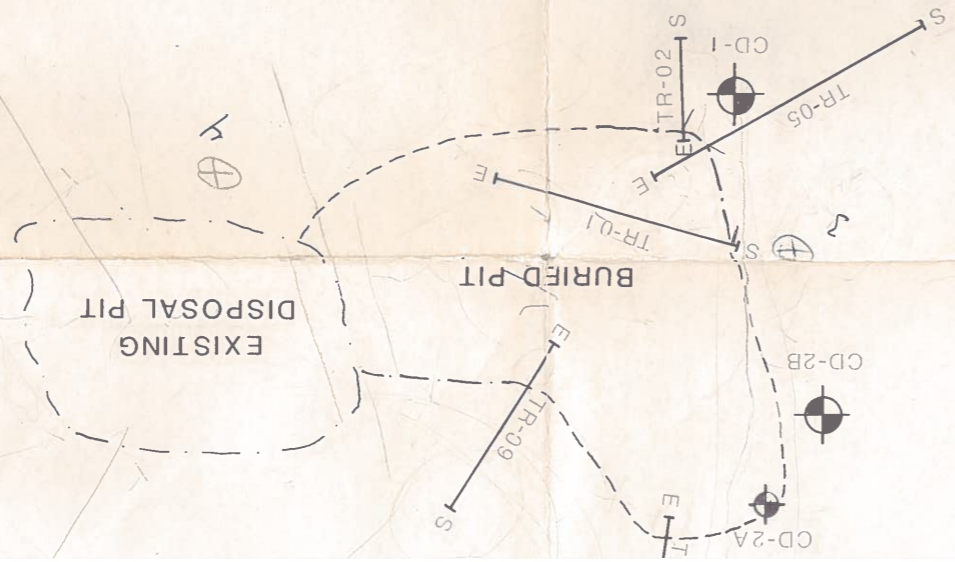 CD-2A
T
E
S
CD-2B
TR-09
EXISTING
DISPOSAL PIT
E
BURIED PIT
S
TR-01
E
E
TR-05
E
TR-02
CD-1
S
S